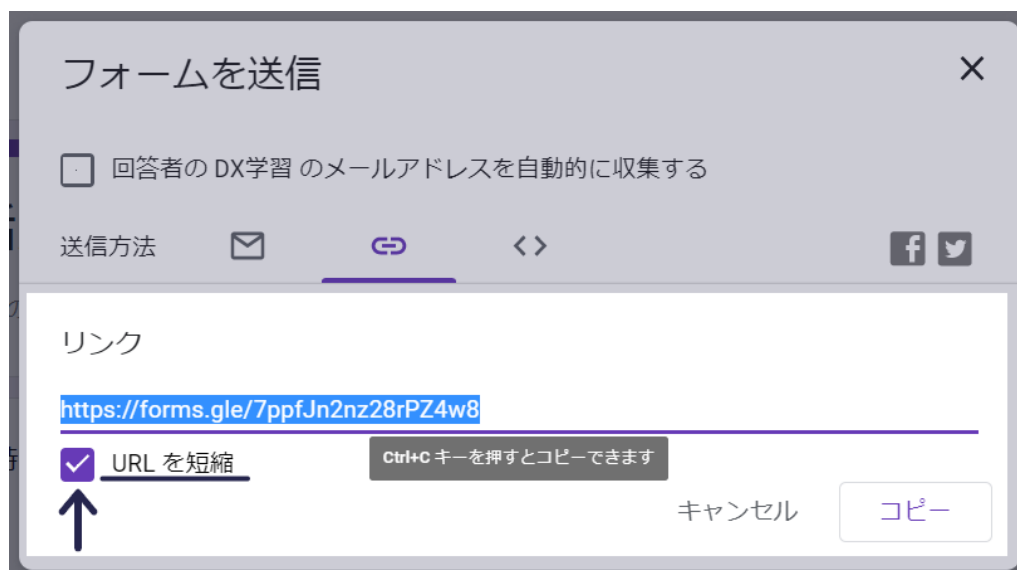 フォームを送信
回答者の DX学習 のメールアドレスを自動的に収集する
送信方法
リンク
https://forms.gle/7ppfJn2nz28rPZ4w8
URL を短縮
Ctrl+C キーを押すとコピーできます
キャンセル
コピー